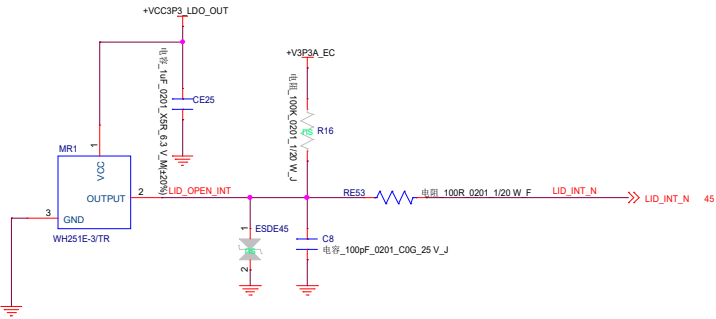 +VCC3P3_LDO_OUT
电容_1uF_0201_X5R_6.3 V_M(±20%)
CE25
+V3P3A_EC
电阻_100K_0201_1/20 W_J
R16
ns
MR1
1
VCC
OUTPUT
2
LID_OPEN_INT
3
GND
WH251E-3/TR
RE53
电阻_100R_0201_1/20 W_F
LID_INT_N
LID_INT_N 45
1
ESDE45
ns
2
C8
电容_100pF_0201_C0G_25 V_J